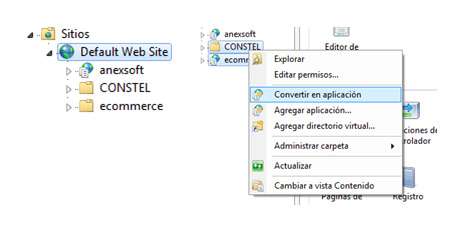 Sitios
Default Web Site
anexsoft
CONSTEL
ecommerce
anexsoft
CONSTEL
ecomm
Editor de
Explorar
Editar permisos...
Convertir en aplicación
Agregar aplicación...
Agregar directorio virtual...
Administrar carpeta
Actualizar
Cambiar a vista Contenido
ciones de
rolador
Páginas de
Registro